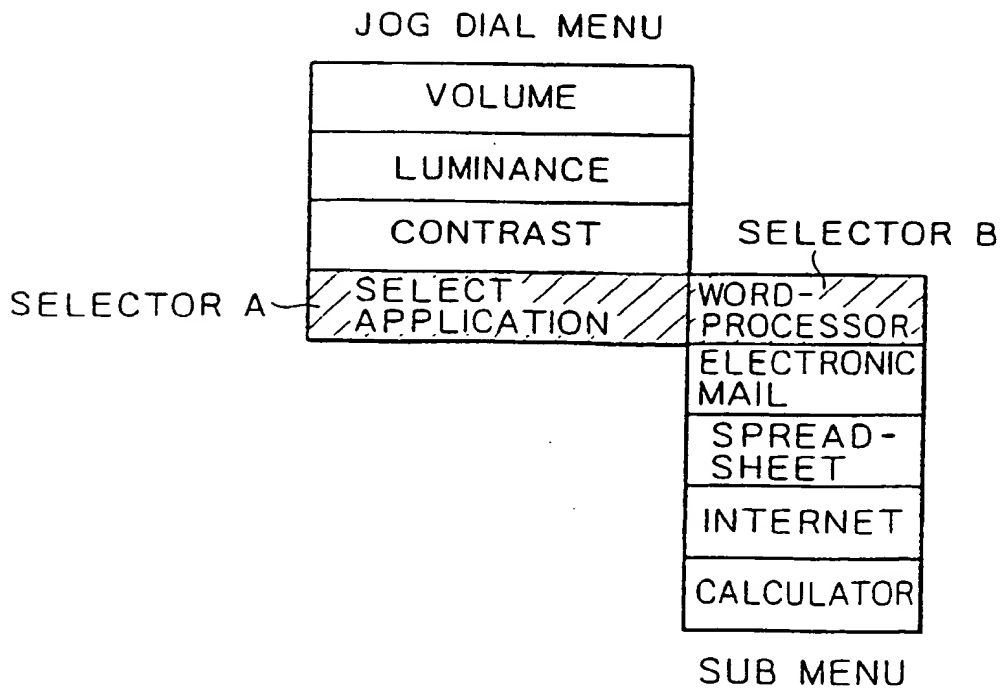 JOG DIAL MENU
VOLUME
LUMINANCE
CONTRAST
SELECTOR B
SELECTOR A
SELECT
APPLICATION
WORD-
PROCESSOR
ELECTRONIC
MAIL
SPREAD-
SHEET
INTERNET
CALCULATOR
SUB MENU